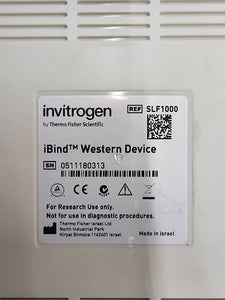 invitrogen
by Thermo Fisher Scientific
REF SLF1000
iBind™ Western Device
SN 0511180313
For Research Use only.
Not for use in diagnostic procedures.
Thermo Fisher Israel Ltd
North Industrial Park
Kiryat Shmona 1163401 Israel
Made in Israel